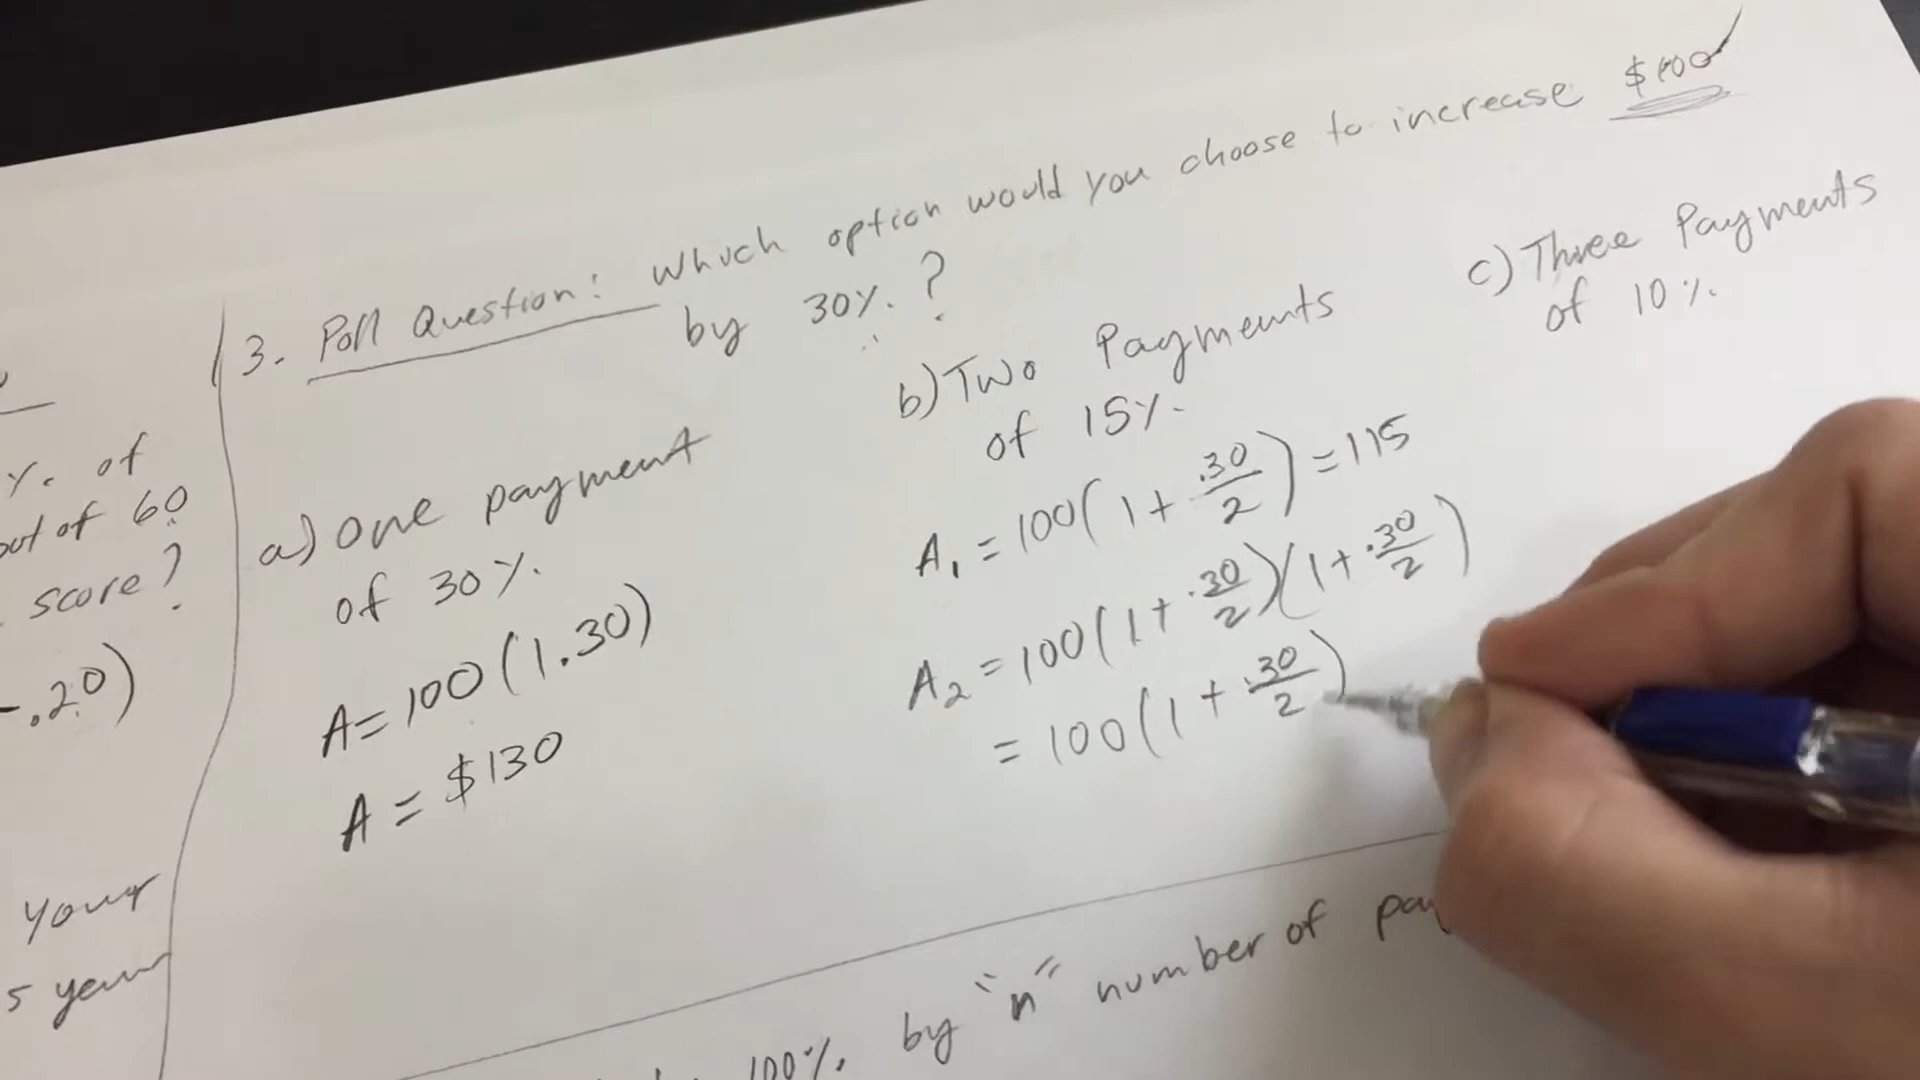 3. Poll Question: Which option would you choose to increase $100
by 30%?
a) One payment
of 30%.
A = 100(1.30)
A = $130
b) Two Payments
of 15%.
A₁ = 100(1 + .30/2) = 115
A₂ = 100(1 + .30/2)(1 + .30/2)
= 100(1 + .30/2)
c) Three Payments
of 10%.
%. of
out of 60
score?
-.20)
Your
5 years
100%. by "n" number of